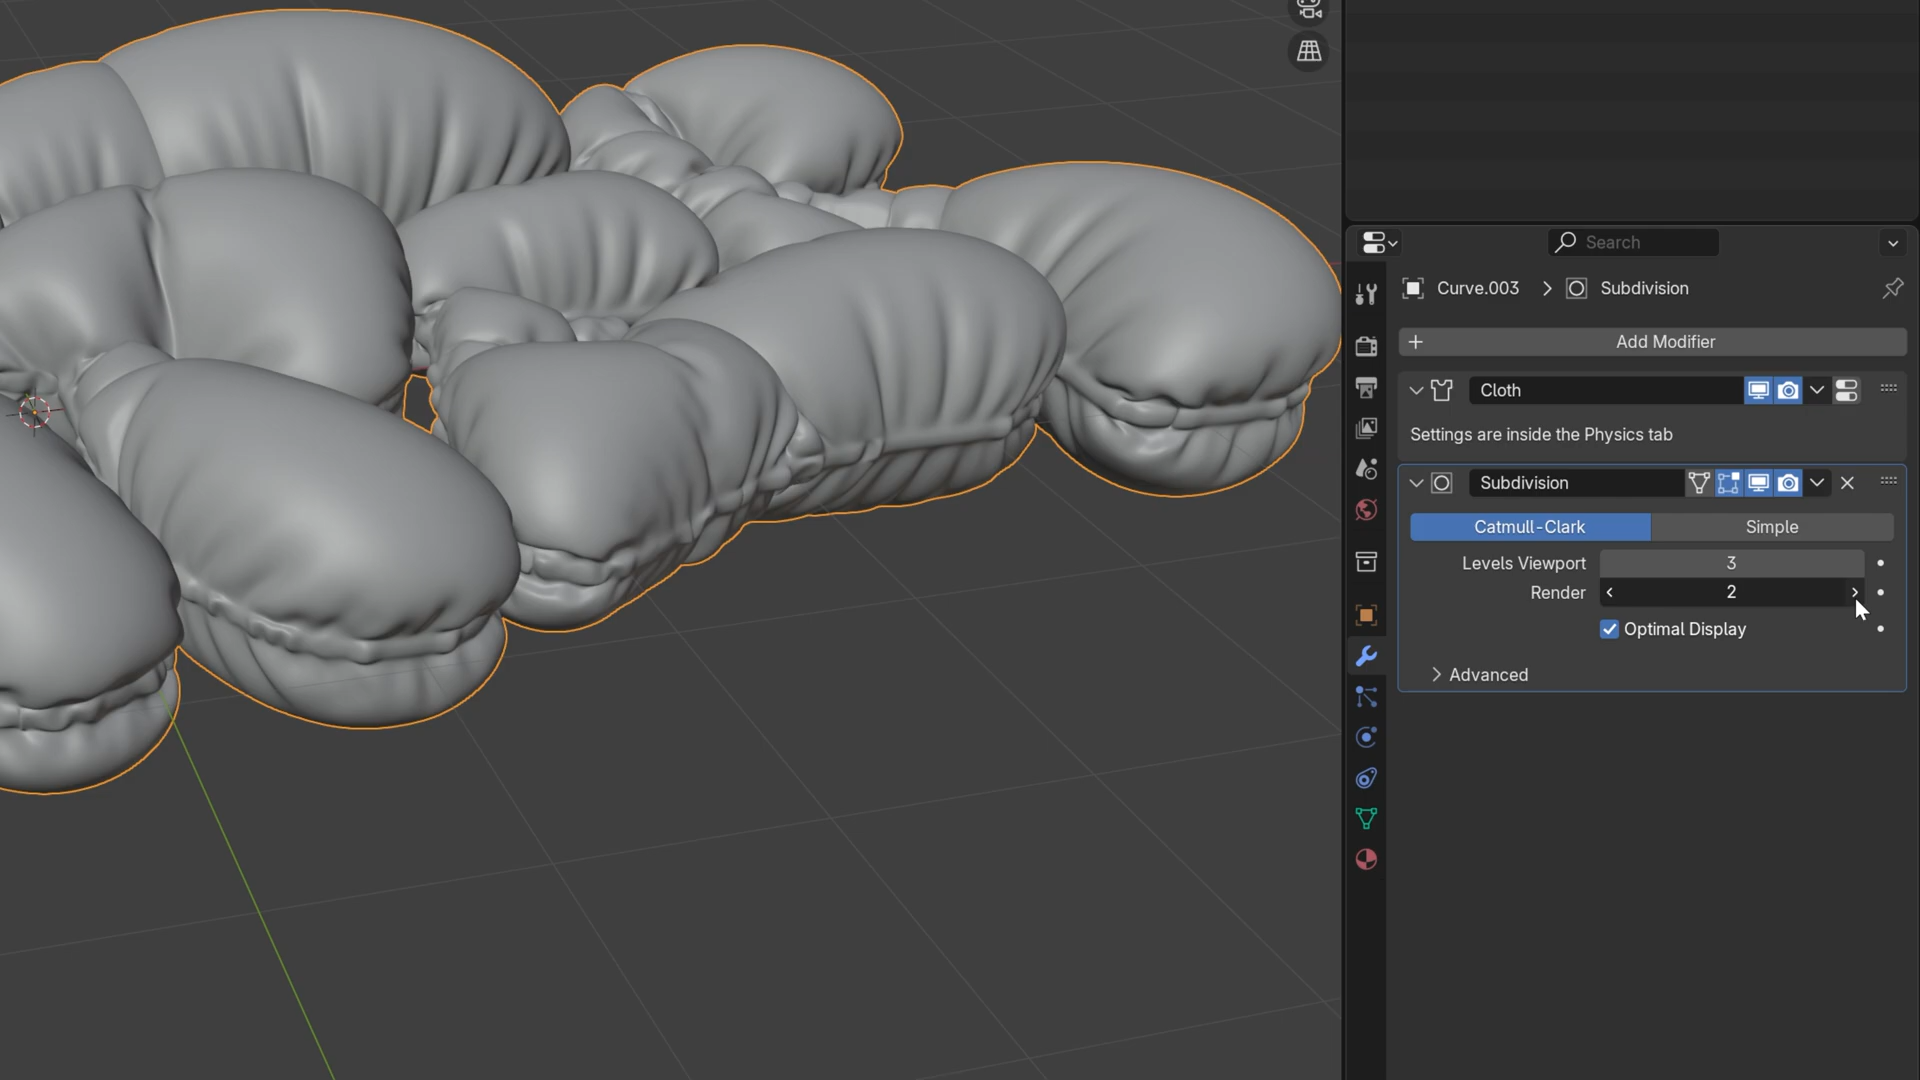 Search
Curve.003 > Subdivision
+ Add Modifier
Cloth
Settings are inside the Physics tab
Subdivision
Catmull-Clark Simple
Levels Viewport 3
Render 2
Optimal Display
Advanced